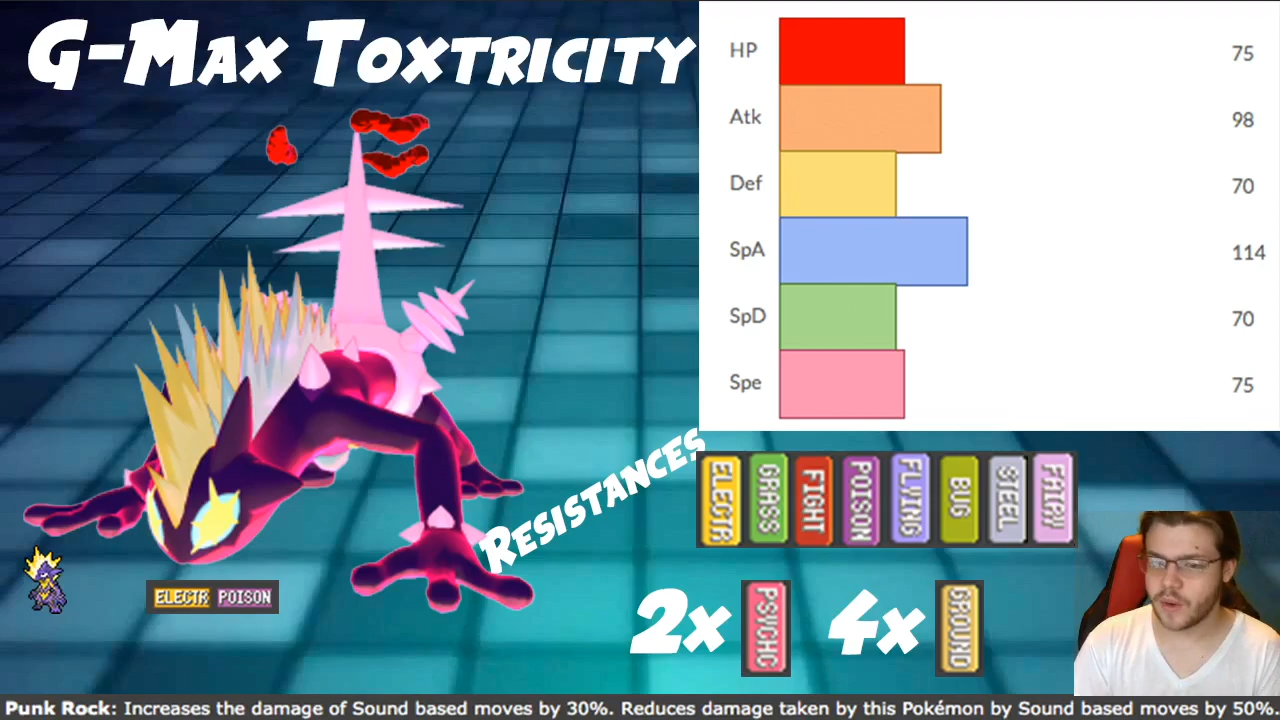 G-Max Toxtricity
HP 75
Atk 98
Def 70
SpA 114
SpD 70
Spe 75
Resistances
ELECTR GRASS FIGHT POISON FLYING BUG STEEL FAIRY
ELECTR POISON
2x PSYCHC 4x GROUND
Punk Rock: Increases the damage of Sound based moves by 30%. Reduces damage taken by this Pokémon by Sound based moves by 50%.